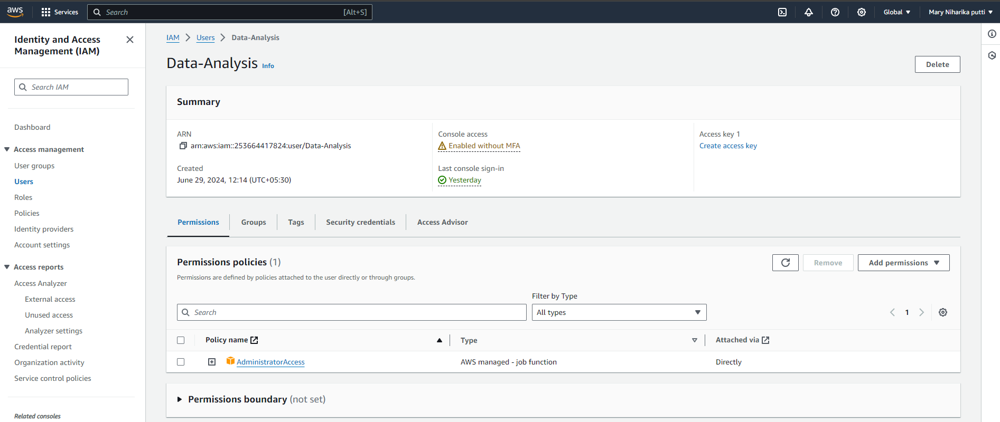 aws Services Search [Alt+S] Global Mary Niharika putti
Identity and Access
Management (IAM)
Search IAM
Dashboard
Access management
User groups
Users
Roles
Policies
Identity providers
Account settings
Access reports
Access Analyzer
External access
Unused access
Analyzer settings
Credential report
Organization activity
Service control policies
Related consoles
IAM > Users > Data-Analysis
Data-Analysis Info
Delete
Summary
ARN
arn:aws:iam::253664417824:user/Data-Analysis
Created
June 29, 2024, 12:14 (UTC+05:30)
Console access
Enabled without MFA
Last console sign-in
Yesterday
Access key 1
Create access key
Permissions Groups Tags Security credentials Access Advisor
Permissions policies (1)
Permissions are defined by policies attached to the user directly or through groups.
Remove Add permissions
Filter by Type
Search All types 1
Policy name Type Attached via
AdministratorAccess AWS managed - job function Directly
Permissions boundary (not set)